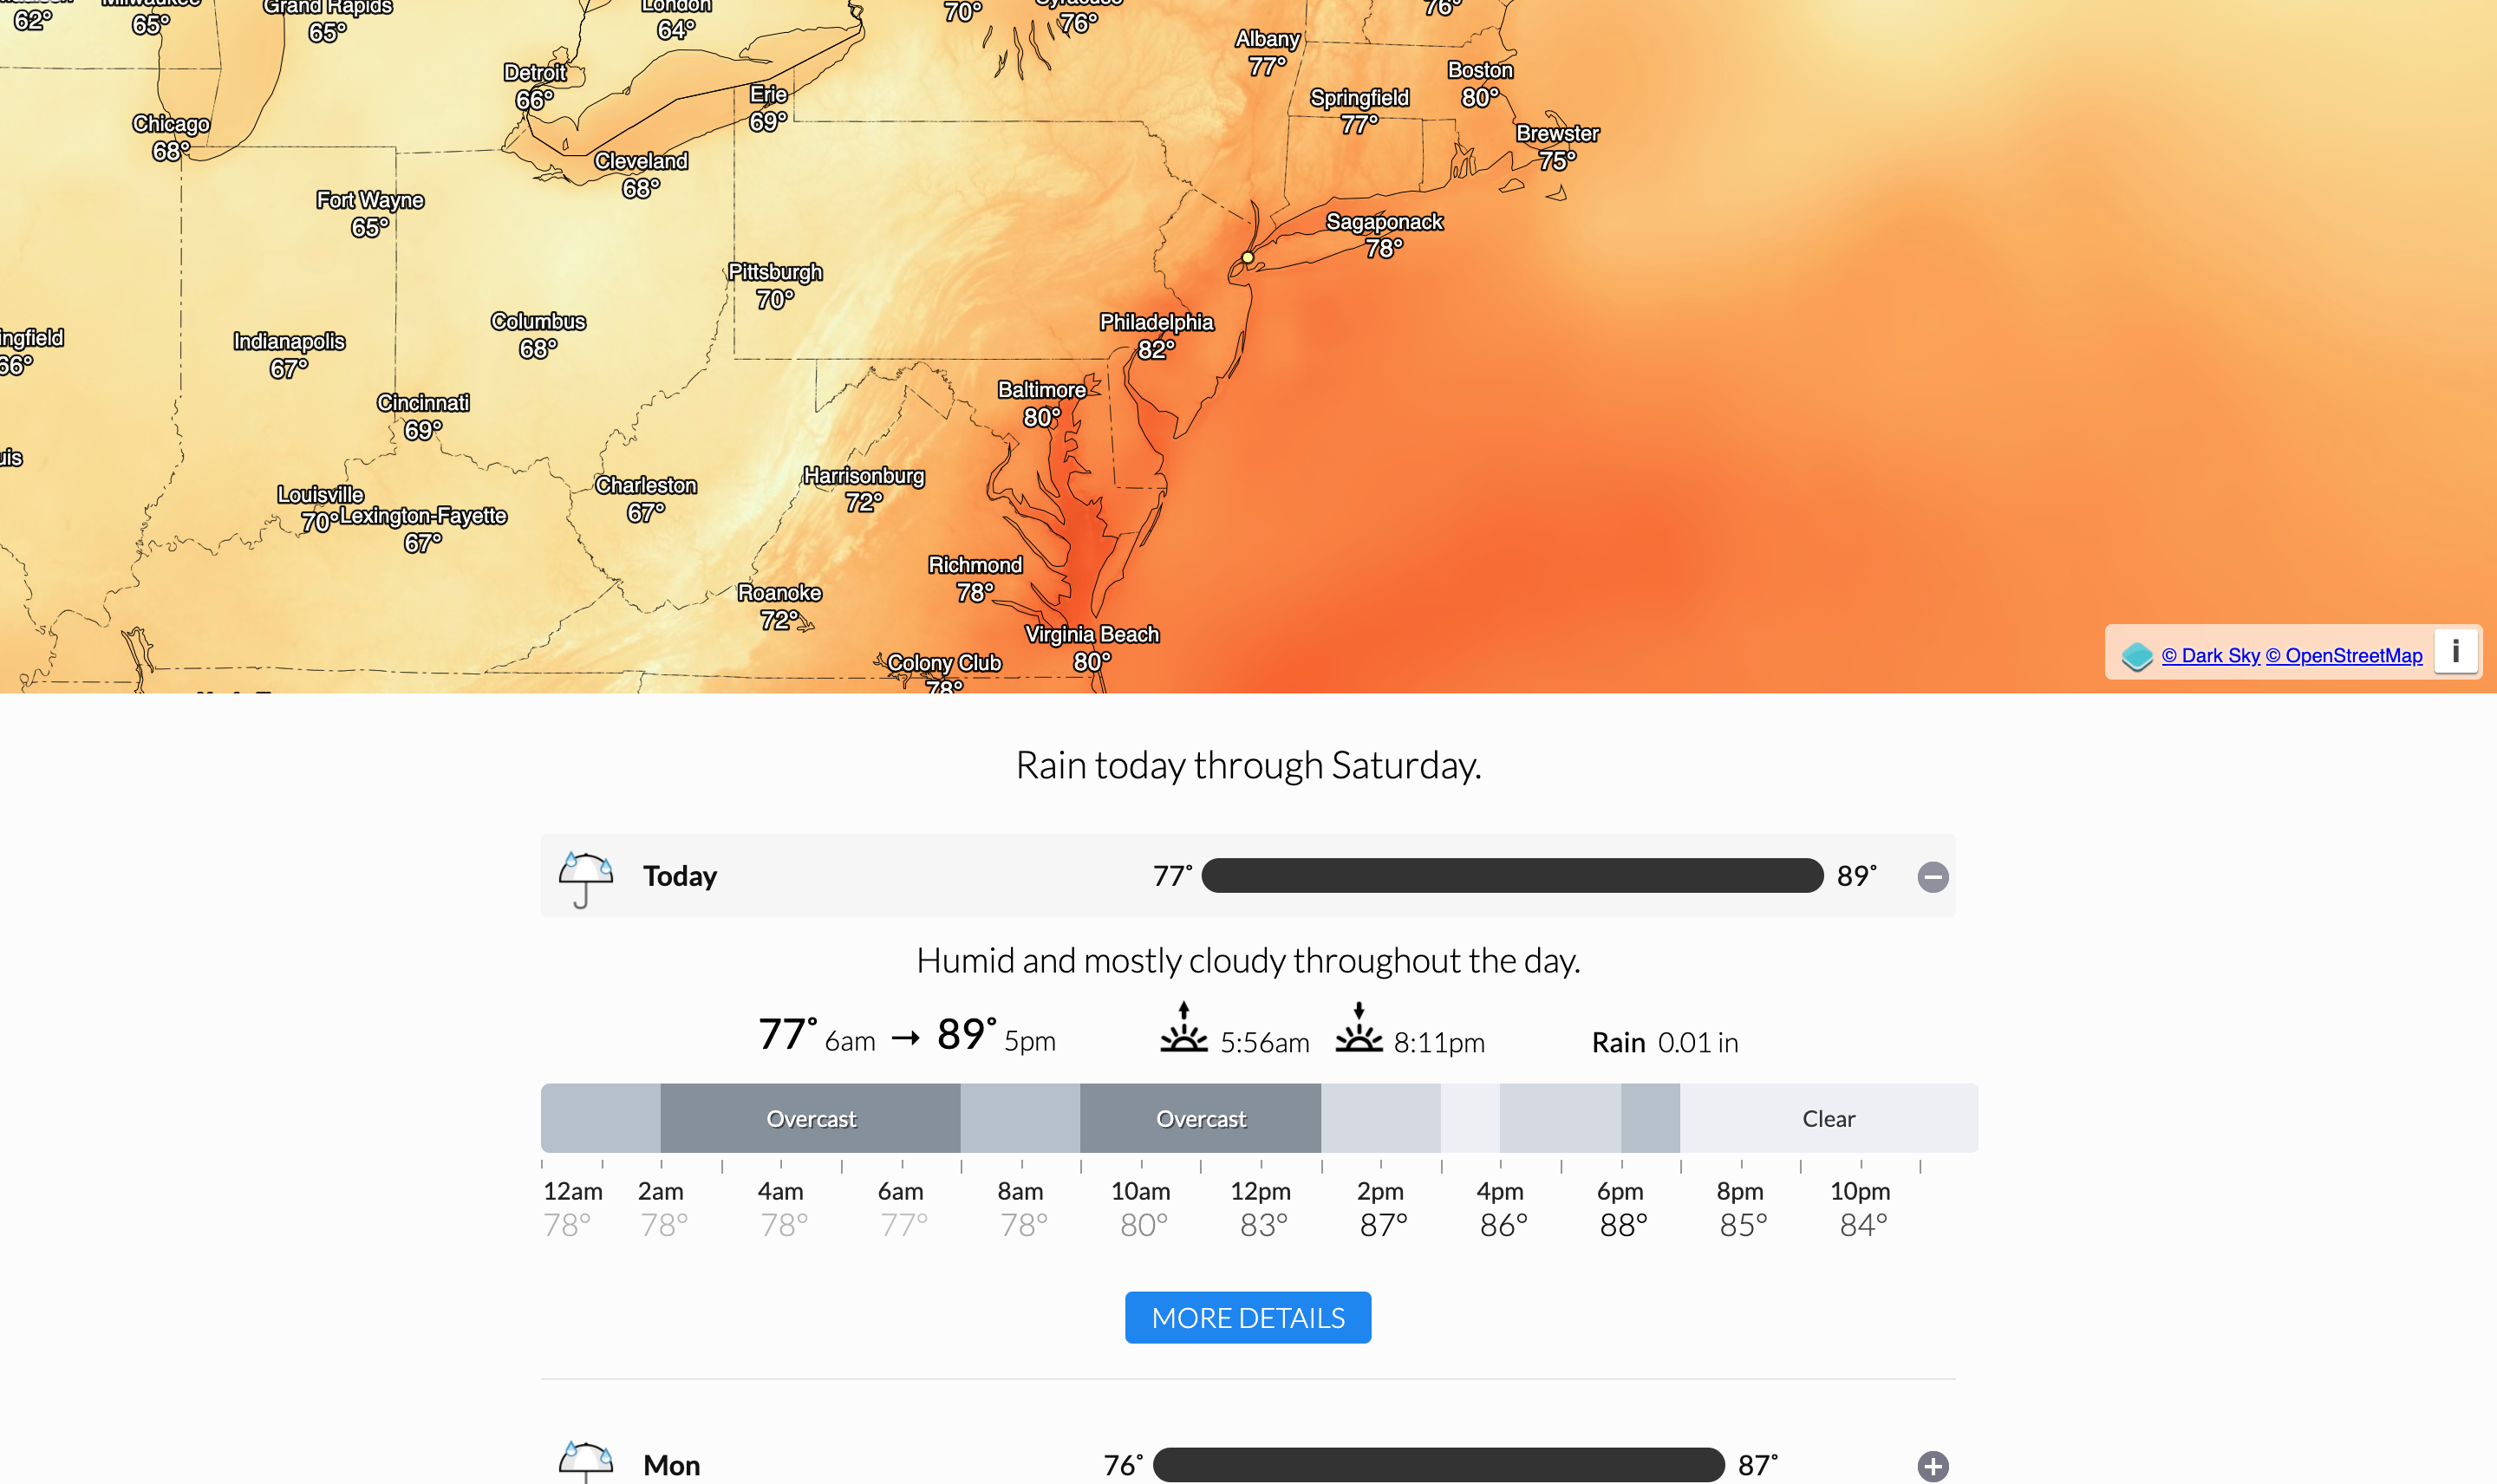 62°
65°
Grand Rapids
65°
London
64°
70°
76°
76°
Albany
77°
Boston
80°
Detroit
66°
Erie
69°
Springfield
77°
Chicago
68°
Brewster
75°
Cleveland
68°
Fort Wayne
65°
Sagaponack
78°
Pittsburgh
70°
Columbus
68°
Philadelphia
82°
ingfield
66°
Indianapolis
67°
Baltimore
80°
Cincinnati
69°
uis
Harrisonburg
72°
Charleston
67°
Louisville
70°
Lexington-Fayette
67°
Richmond
78°
Roanoke
72°
Virginia Beach
80°
Colony Club
78°
© Dark Sky © OpenStreetMap i
Rain today through Saturday.
Today 77° 89°
Humid and mostly cloudy throughout the day.
77° 6am → 89° 5pm 5:56am 8:11pm Rain 0.01 in
Overcast Overcast Clear
12am 2am 4am 6am 8am 10am 12pm 2pm 4pm 6pm 8pm 10pm
78° 78° 78° 77° 78° 80° 83° 87° 86° 88° 85° 84°
MORE DETAILS
Mon 76° 87°